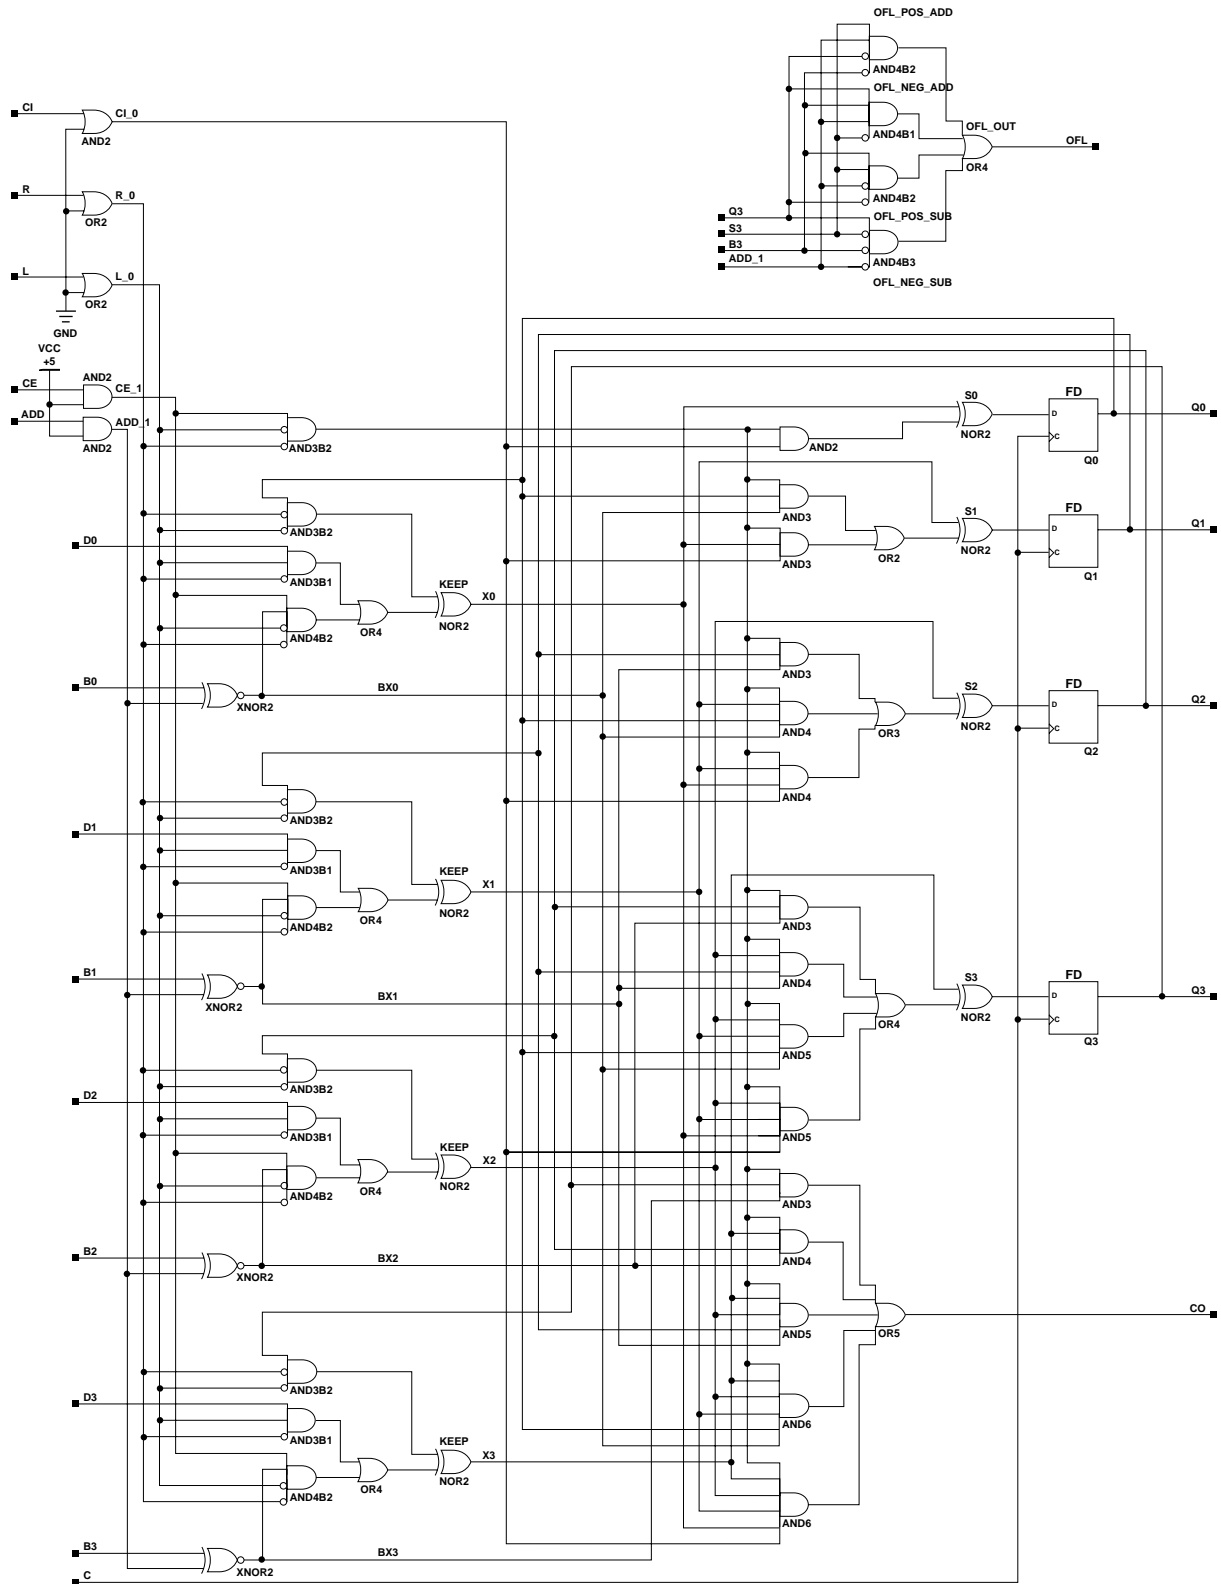 OFL_POS_ADD
AND4B2
OFL_NEG_ADD
CI
CI_0
AND2
AND4B1
OFL_OUT
OFL
OR4
R
R_0
OR2
AND4B2
Q3
OFL_POS_SUB
S3
B3
ADD_1
AND4B3
OFL_NEG_SUB
L
L_0
OR2
GND
VCC
+5
AND2
CE
CE_1
ADD
ADD_1
AND2
AND3B2
AND2
S0
NOR2
FD
D
C
Q0
Q0
AND3B2
AND3
S1
NOR2
FD
D
C
Q1
Q1
D0
AND3B1
AND3
OR2
KEEP
X0
NOR2
AND4B2
OR4
B0
XNOR2
BX0
AND3
S2
NOR2
FD
D
C
Q2
Q2
AND4
OR3
AND4
AND3B2
D1
AND3B1
KEEP
X1
NOR2
AND4B2
OR4
AND3
B1
XNOR2
BX1
AND4
S3
NOR2
FD
D
C
Q3
Q3
OR4
AND5
AND3B2
D2
AND3B1
AND5
KEEP
X2
NOR2
AND4B2
OR4
AND3
B2
XNOR2
BX2
AND4
CO
OR5
AND5
AND3B2
D3
AND3B1
AND6
KEEP
X3
NOR2
AND4B2
OR4
AND6
B3
XNOR2
BX3
C